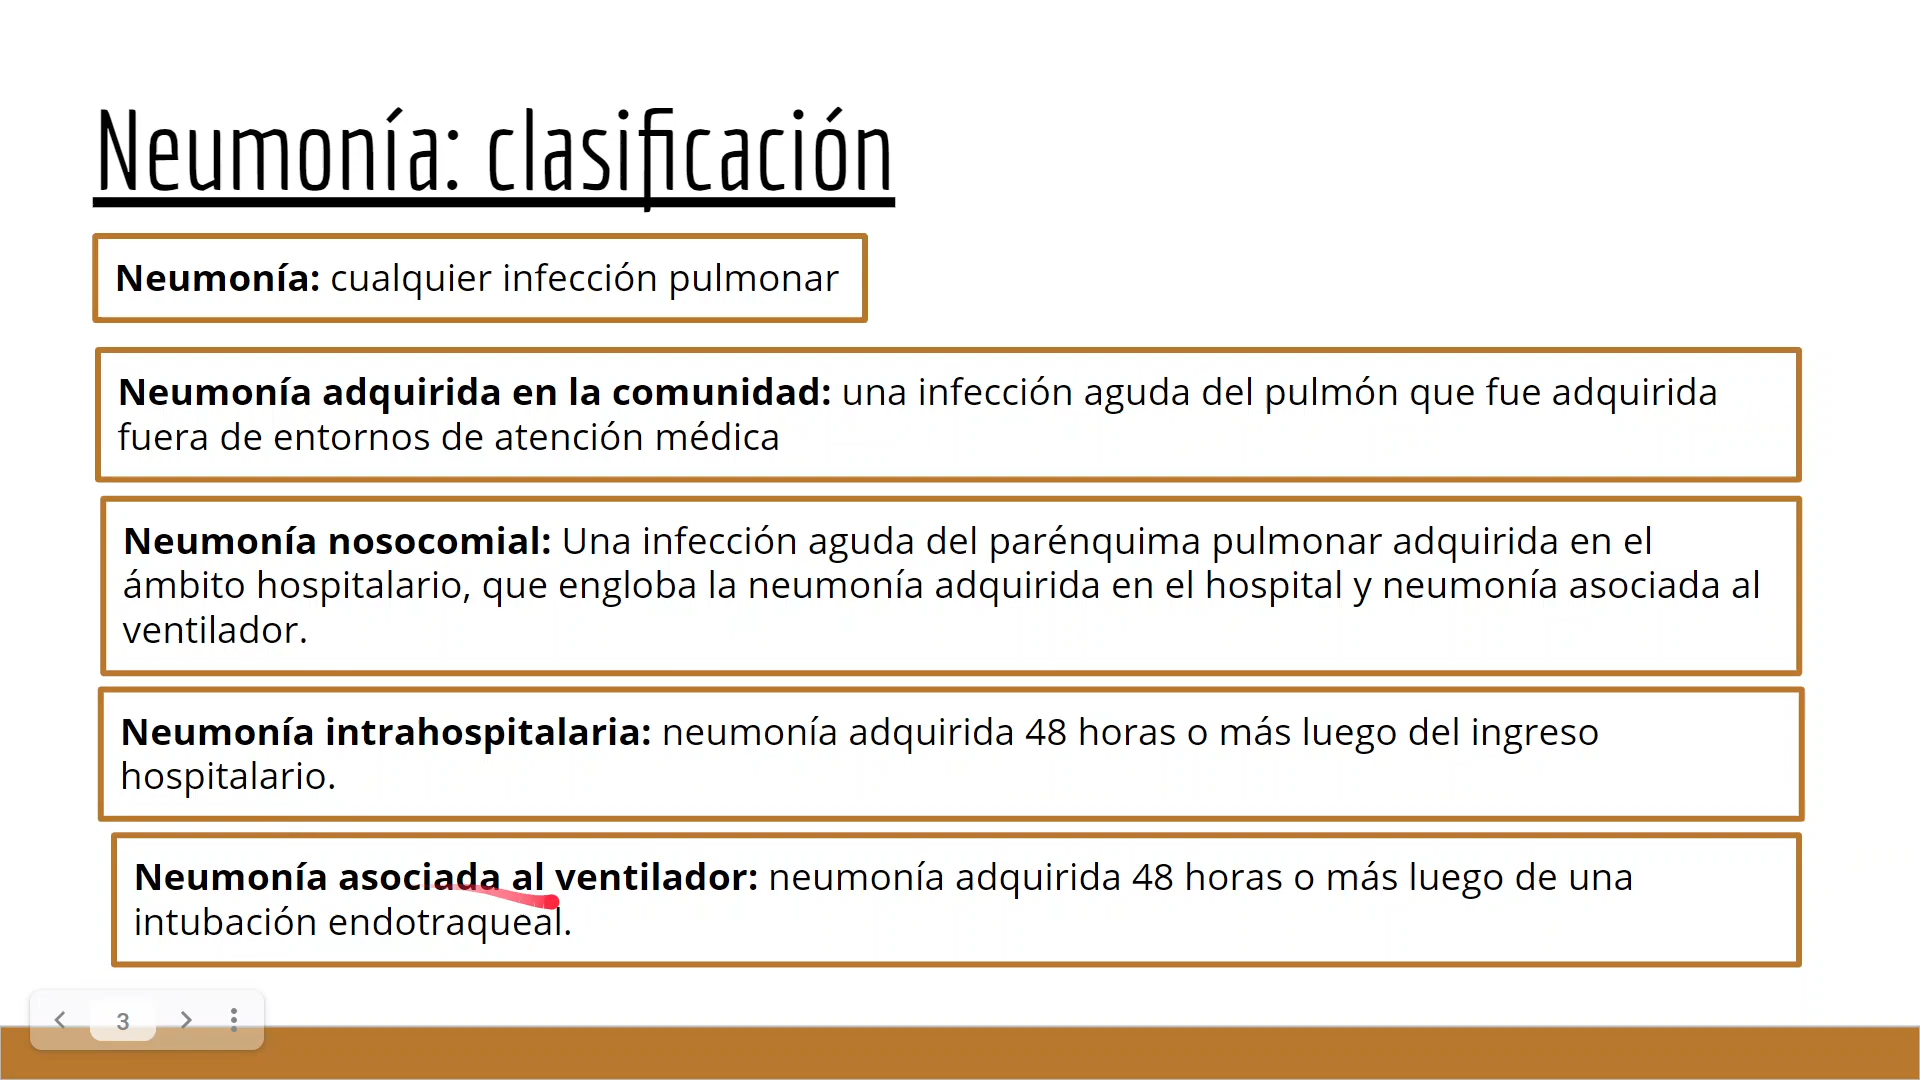 Neumonía: clasificación
Neumonía: cualquier infección pulmonar
Neumonía adquirida en la comunidad: una infección aguda del pulmón que fue adquirida
fuera de entornos de atención médica
Neumonía nosocomial: Una infección aguda del parénquima pulmonar adquirida en el
ámbito hospitalario, que engloba la neumonía adquirida en el hospital y neumonía asociada al
ventilador.
Neumonía intrahospitalaria: neumonía adquirida 48 horas o más luego del ingreso
hospitalario.
Neumonía asociada al ventilador: neumonía adquirida 48 horas o más luego de una
intubación endotraqueal.
3